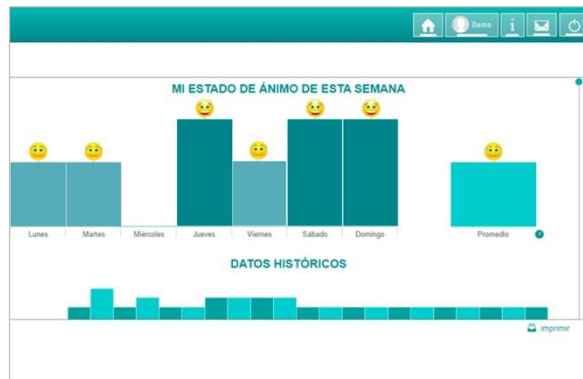 Demo
MI ESTADO DE ÁNIMO DE ESTA SEMANA
Lunes Martes Miércoles Jueves Viernes Sábado Domingo Promedio ?
DATOS HISTÓRICOS
imprimir